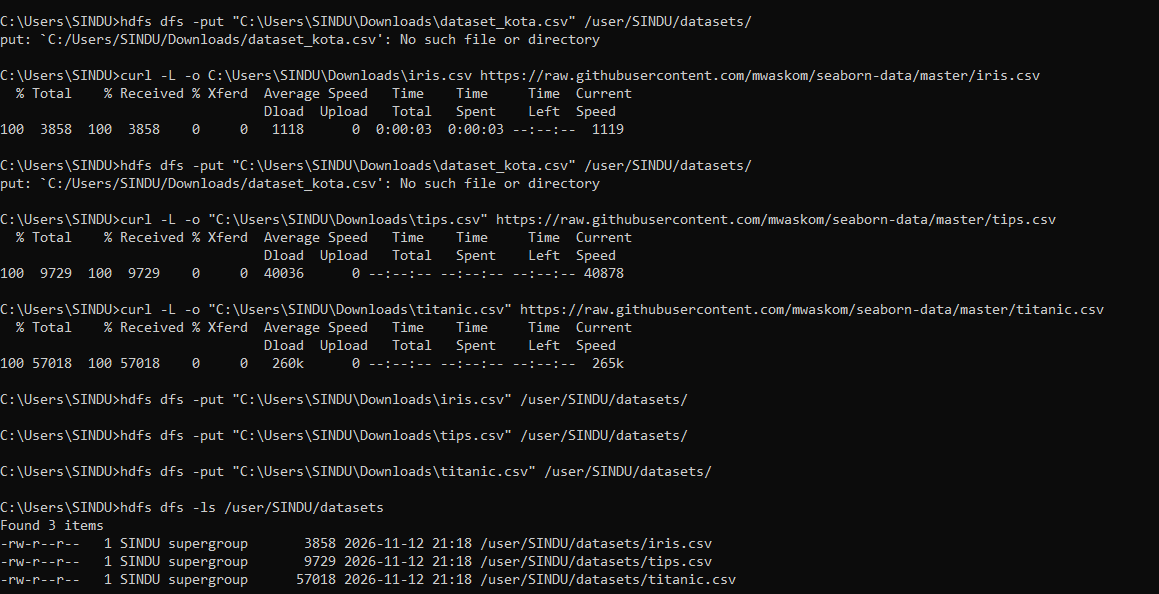 C:\Users\SINDU>hdfs dfs -put "C:\Users\SINDU\Downloads\dataset_kota.csv" /user/SINDU/datasets/
put: `C:/Users/SINDU/Downloads/dataset_kota.csv': No such file or directory
C:\Users\SINDU>curl -L -o C:\Users\SINDU\Downloads\iris.csv https://raw.githubusercontent.com/mwaskom/seaborn-data/master/iris.csv
  % Total    % Received % Xferd  Average Speed   Time    Time     Time  Current
                                 Dload  Upload   Total   Spent    Left  Speed
100  3858  100  3858    0     0   1118      0  0:00:03  0:00:03 --:--:--  1119
C:\Users\SINDU>hdfs dfs -put "C:\Users\SINDU\Downloads\dataset_kota.csv" /user/SINDU/datasets/
put: `C:/Users/SINDU/Downloads/dataset_kota.csv': No such file or directory
C:\Users\SINDU>curl -L -o "C:\Users\SINDU\Downloads\tips.csv" https://raw.githubusercontent.com/mwaskom/seaborn-data/master/tips.csv
  % Total    % Received % Xferd  Average Speed   Time    Time     Time  Current
                                 Dload  Upload   Total   Spent    Left  Speed
100  9729  100  9729    0     0  40036      0 --:--:-- --:--:-- --:--:-- 40878
C:\Users\SINDU>curl -L -o "C:\Users\SINDU\Downloads\titanic.csv" https://raw.githubusercontent.com/mwaskom/seaborn-data/master/titanic.csv
  % Total    % Received % Xferd  Average Speed   Time    Time     Time  Current
                                 Dload  Upload   Total   Spent    Left  Speed
100 57018  100 57018    0     0   260k      0 --:--:-- --:--:-- --:--:--  265k
C:\Users\SINDU>hdfs dfs -put "C:\Users\SINDU\Downloads\iris.csv" /user/SINDU/datasets/
C:\Users\SINDU>hdfs dfs -put "C:\Users\SINDU\Downloads\tips.csv" /user/SINDU/datasets/
C:\Users\SINDU>hdfs dfs -put "C:\Users\SINDU\Downloads\titanic.csv" /user/SINDU/datasets/
C:\Users\SINDU>hdfs dfs -ls /user/SINDU/datasets
Found 3 items
-rw-r--r--   1 SINDU supergroup       3858 2026-11-12 21:18 /user/SINDU/datasets/iris.csv
-rw-r--r--   1 SINDU supergroup       9729 2026-11-12 21:18 /user/SINDU/datasets/tips.csv
-rw-r--r--   1 SINDU supergroup      57018 2026-11-12 21:18 /user/SINDU/datasets/titanic.csv